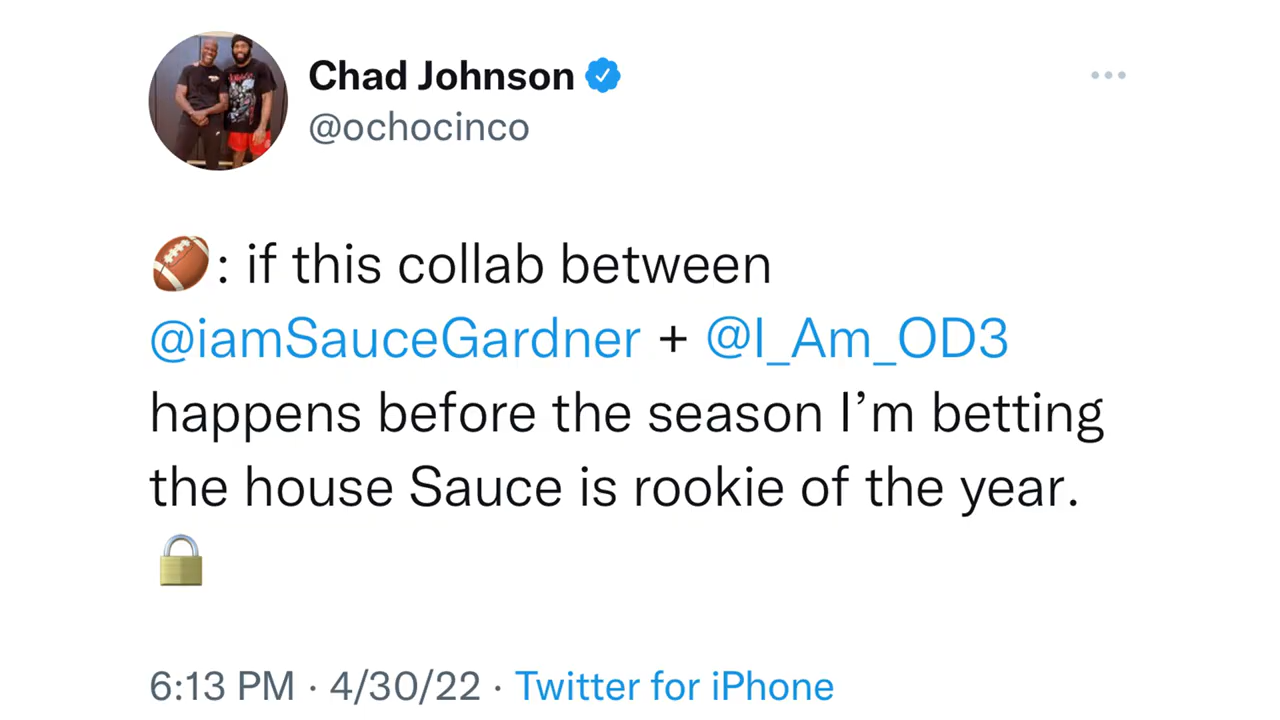 Chad Johnson
@ochocinco
🏈: if this collab between
@iamSauceGardner + @I_Am_OD3
happens before the season I’m betting
the house Sauce is rookie of the year.
🔒
6:13 PM · 4/30/22 · Twitter for iPhone